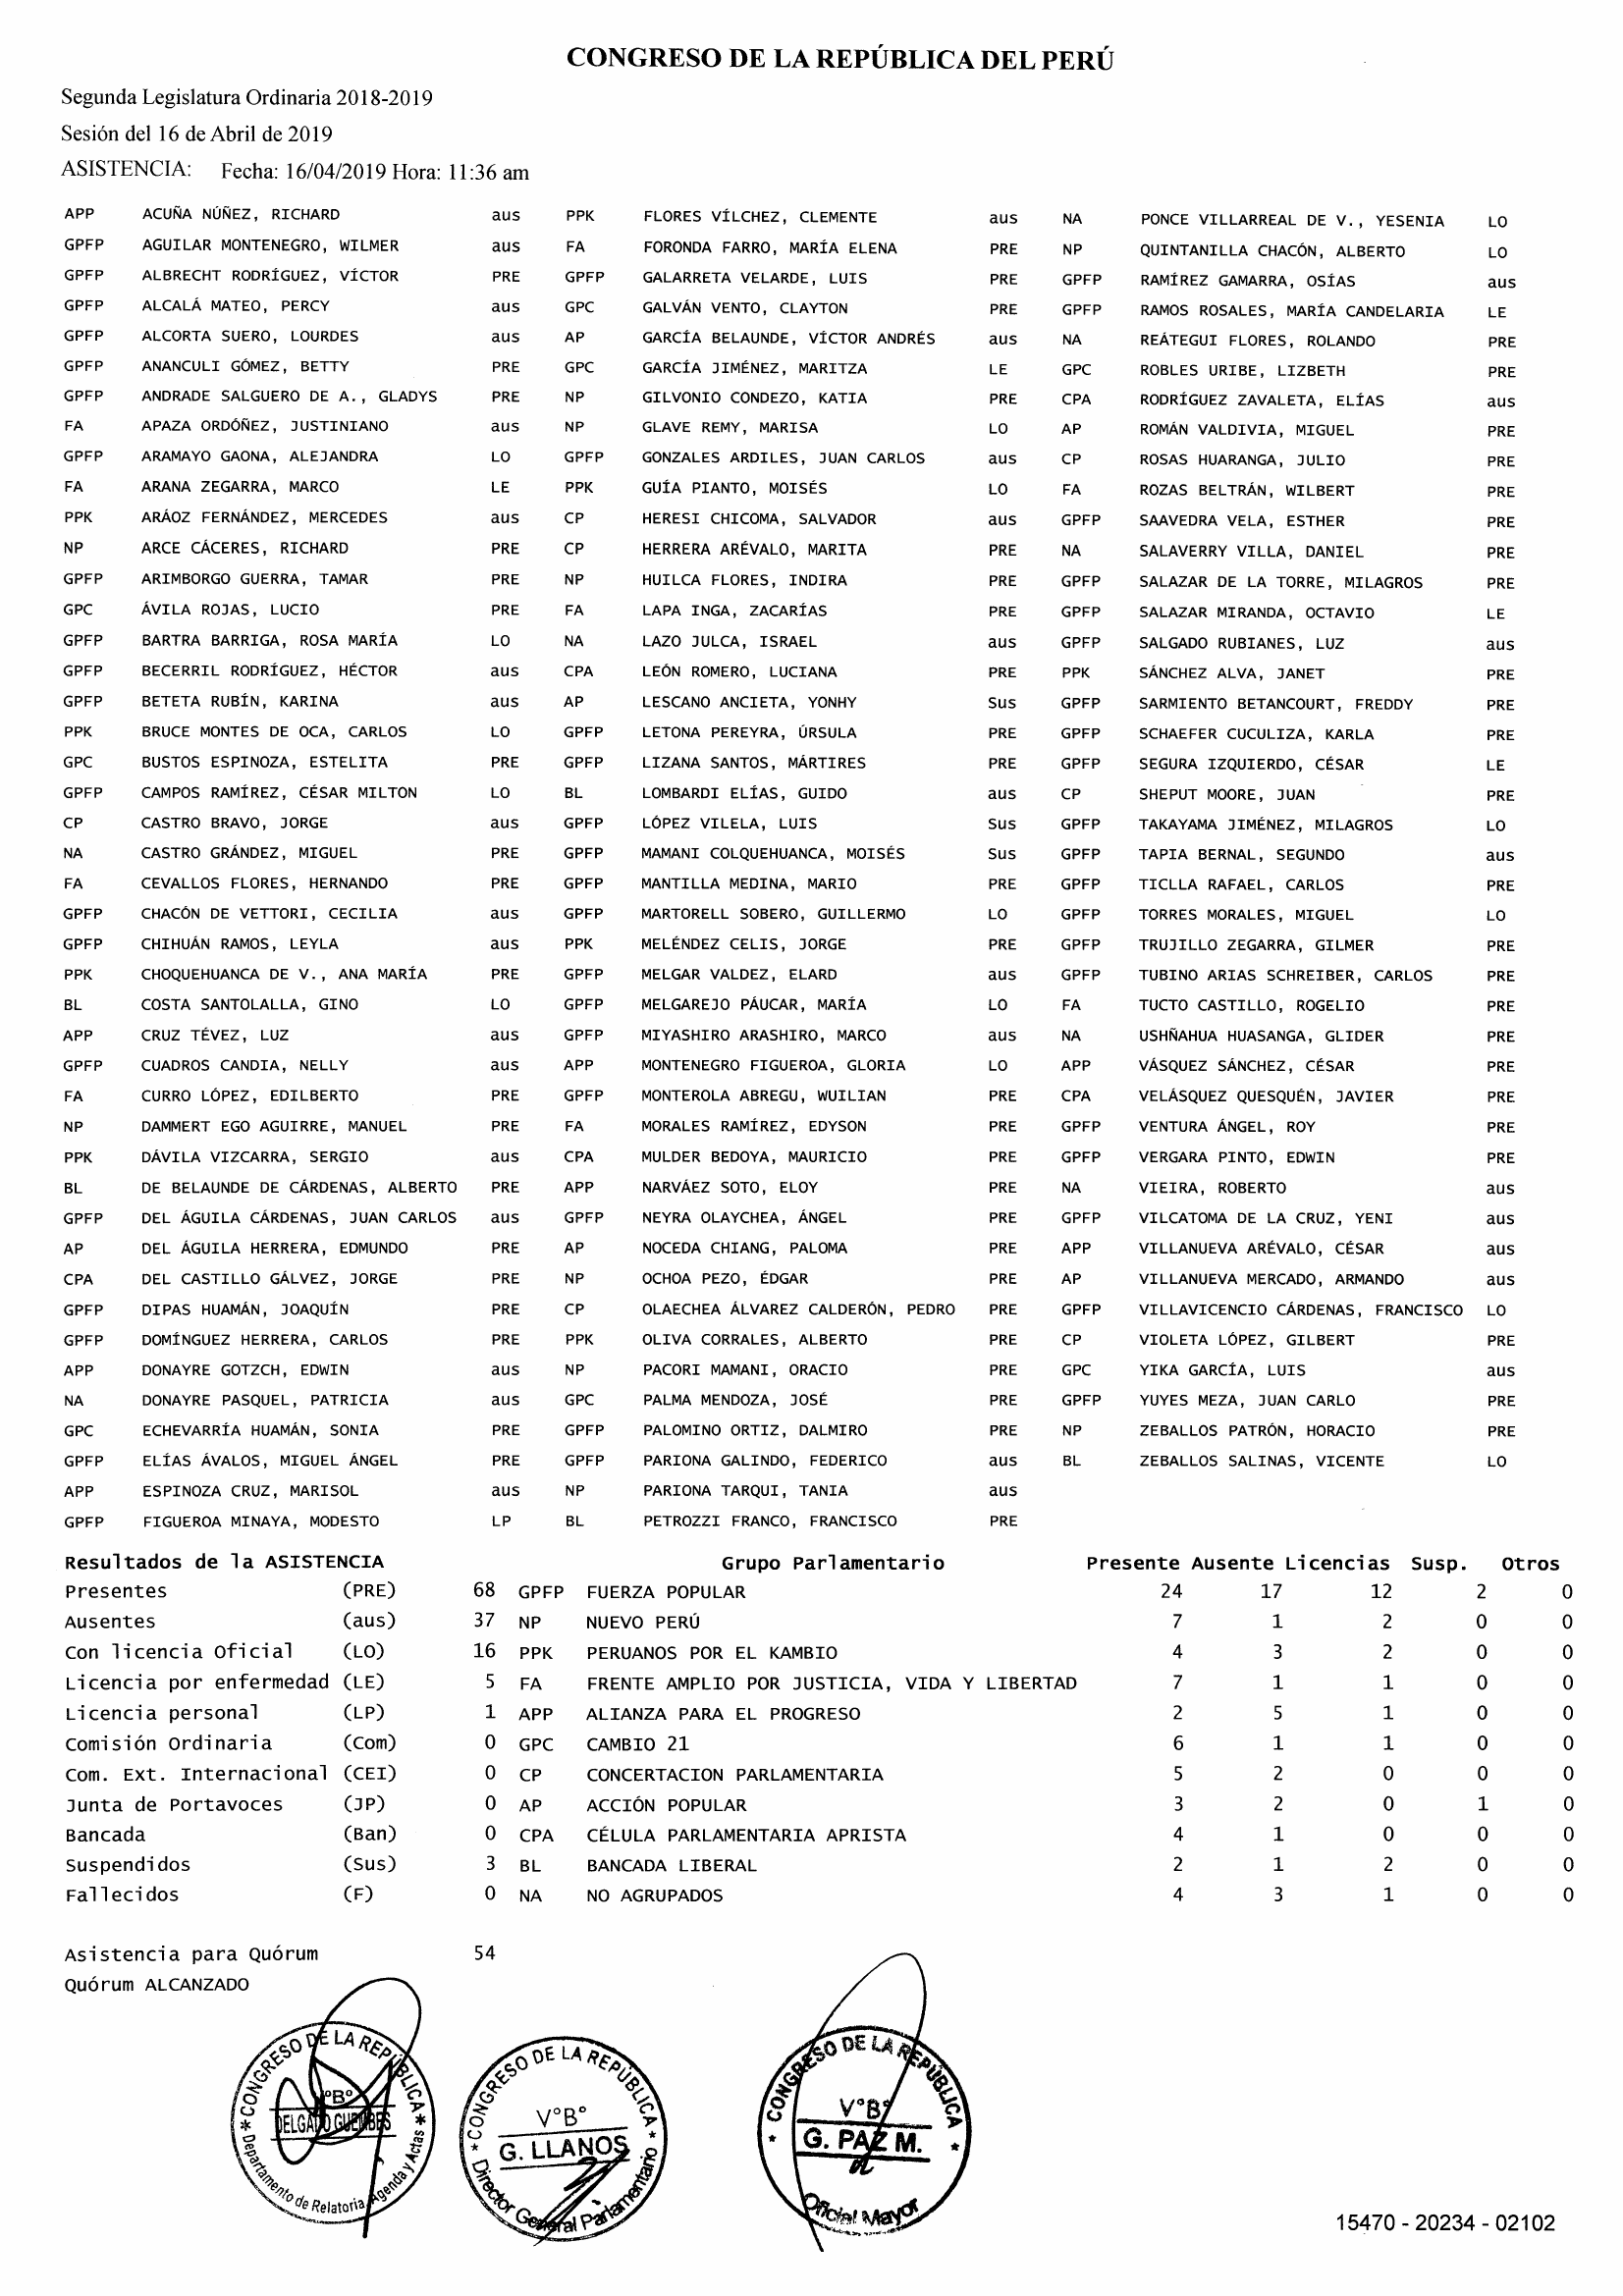 CONGRESO DE LA REPÚBLICA DEL PERÚ
Segunda Legislatura Ordinaria 2018-2019
Sesión del 16 de Abril de 2019
ASISTENCIA: Fecha: 16/04/2019 Hora: 11:36 am
APP ACUÑA NÚÑEZ, RICHARD aus PPK FLORES VÍLCHEZ, CLEMENTE aus NA PONCE VILLARREAL DE V., YESENIA LO
GPFP AGUILAR MONTENEGRO, WILMER aus FA FORONDA FARRO, MARÍA ELENA PRE NP QUINTANILLA CHACÓN, ALBERTO LO
GPFP ALBRECHT RODRÍGUEZ, VÍCTOR PRE GPFP GALARRETA VELARDE, LUIS PRE GPFP RAMÍREZ GAMARRA, OSÍAS aus
GPFP ALCALÁ MATEO, PERCY aus GPC GALVÁN VENTO, CLAYTON PRE GPFP RAMOS ROSALES, MARÍA CANDELARIA LE
GPFP ALCORTA SUERO, LOURDES aus AP GARCÍA BELAUNDE, VÍCTOR ANDRÉS aus NA REÁTEGUI FLORES, ROLANDO PRE
GPFP ANANCULI GÓMEZ, BETTY PRE GPC GARCÍA JIMÉNEZ, MARITZA LE GPC ROBLES URIBE, LIZBETH PRE
GPFP ANDRADE SALGUERO DE A., GLADYS PRE NP GILVONIO CONDEZO, KATIA PRE CPA RODRÍGUEZ ZAVALETA, ELÍAS aus
FA APAZA ORDÓÑEZ, JUSTINIANO aus NP GLAVE REMY, MARISA LO AP ROMÁN VALDIVIA, MIGUEL PRE
GPFP ARAMAYO GAONA, ALEJANDRA LO GPFP GONZALES ARDILES, JUAN CARLOS aus CP ROSAS HUARANGA, JULIO PRE
FA ARANA ZEGARRA, MARCO LE PPK GUÍA PIANTO, MOISÉS LO FA ROZAS BELTRÁN, WILBERT PRE
PPK ARÁOZ FERNÁNDEZ, MERCEDES aus CP HERESI CHICOMA, SALVADOR aus GPFP SAAVEDRA VELA, ESTHER PRE
NP ARCE CÁCERES, RICHARD PRE CP HERRERA ARÉVALO, MARITA PRE NA SALAVERRY VILLA, DANIEL PRE
GPFP ARIMBORGO GUERRA, TAMAR PRE NP HUILCA FLORES, INDIRA PRE GPFP SALAZAR DE LA TORRE, MILAGROS PRE
GPC ÁVILA ROJAS, LUCIO PRE FA LAPA INGA, ZACARÍAS PRE GPFP SALAZAR MIRANDA, OCTAVIO LE
GPFP BARTRA BARRIGA, ROSA MARÍA LO NA LAZO JULCA, ISRAEL aus GPFP SALGADO RUBIANES, LUZ aus
GPFP BECERRIL RODRÍGUEZ, HÉCTOR aus CPA LEÓN ROMERO, LUCIANA PRE PPK SÁNCHEZ ALVA, JANET PRE
GPFP BETETA RUBÍN, KARINA aus AP LESCANO ANCIETA, YONHY Sus GPFP SARMIENTO BETANCOURT, FREDDY PRE
PPK BRUCE MONTES DE OCA, CARLOS LO GPFP LETONA PEREYRA, ÚRSULA PRE GPFP SCHAEFER CUCULIZA, KARLA PRE
GPC BUSTOS ESPINOZA, ESTELITA PRE GPFP LIZANA SANTOS, MÁRTIRES PRE GPFP SEGURA IZQUIERDO, CÉSAR LE
GPFP CAMPOS RAMÍREZ, CÉSAR MILTON LO BL LOMBARDI ELÍAS, GUIDO aus CP SHEPUT MOORE, JUAN PRE
CP CASTRO BRAVO, JORGE aus GPFP LÓPEZ VILELA, LUIS Sus GPFP TAKAYAMA JIMÉNEZ, MILAGROS LO
NA CASTRO GRÁNDEZ, MIGUEL PRE GPFP MAMANI COLQUEHUANCA, MOISÉS Sus GPFP TAPIA BERNAL, SEGUNDO aus
FA CEVALLOS FLORES, HERNANDO PRE GPFP MANTILLA MEDINA, MARIO PRE GPFP TICLLA RAFAEL, CARLOS PRE
GPFP CHACÓN DE VETTORI, CECILIA aus GPFP MARTORELL SOBERO, GUILLERMO LO GPFP TORRES MORALES, MIGUEL LO
GPFP CHIHUÁN RAMOS, LEYLA aus PPK MELÉNDEZ CELIS, JORGE PRE GPFP TRUJILLO ZEGARRA, GILMER PRE
PPK CHOQUEHUANCA DE V., ANA MARÍA PRE GPFP MELGAR VALDEZ, ELARD aus GPFP TUBINO ARIAS SCHREIBER, CARLOS PRE
BL COSTA SANTOLALLA, GINO LO GPFP MELGAREJO PÁUCAR, MARÍA LO FA TUCTO CASTILLO, ROGELIO PRE
APP CRUZ TÉVEZ, LUZ aus GPFP MIYASHIRO ARASHIRO, MARCO aus NA USHÑAHUA HUASANGA, GLIDER PRE
GPFP CUADROS CANDIA, NELLY aus APP MONTENEGRO FIGUEROA, GLORIA LO APP VÁSQUEZ SÁNCHEZ, CÉSAR PRE
FA CURRO LÓPEZ, EDILBERTO PRE GPFP MONTEROLA ABREGU, WUILIAN PRE CPA VELÁSQUEZ QUESQUÉN, JAVIER PRE
NP DAMMERT EGO AGUIRRE, MANUEL PRE FA MORALES RAMÍREZ, EDYSON PRE GPFP VENTURA ÁNGEL, ROY PRE
PPK DÁVILA VIZCARRA, SERGIO aus CPA MULDER BEDOYA, MAURICIO PRE GPFP VERGARA PINTO, EDWIN PRE
BL DE BELAUNDE DE CÁRDENAS, ALBERTO PRE APP NARVÁEZ SOTO, ELOY PRE NA VIEIRA, ROBERTO aus
GPFP DEL ÁGUILA CÁRDENAS, JUAN CARLOS aus GPFP NEYRA OLAYCHEA, ÁNGEL PRE GPFP VILCATOMA DE LA CRUZ, YENI aus
AP DEL ÁGUILA HERRERA, EDMUNDO PRE AP NOCEDA CHIANG, PALOMA PRE APP VILLANUEVA ARÉVALO, CÉSAR aus
CPA DEL CASTILLO GÁLVEZ, JORGE PRE NP OCHOA PEZO, ÉDGAR PRE AP VILLANUEVA MERCADO, ARMANDO aus
GPFP DIPAS HUAMÁN, JOAQUÍN PRE CP OLAECHEA ÁLVAREZ CALDERÓN, PEDRO PRE GPFP VILLAVICENCIO CÁRDENAS, FRANCISCO LO
GPFP DOMÍNGUEZ HERRERA, CARLOS PRE PPK OLIVA CORRALES, ALBERTO PRE CP VIOLETA LÓPEZ, GILBERT PRE
APP DONAYRE GOTZCH, EDWIN aus NP PACORI MAMANI, ORACIO PRE GPC YIKA GARCÍA, LUIS aus
NA DONAYRE PASQUEL, PATRICIA aus GPC PALMA MENDOZA, JOSÉ PRE GPFP YUYES MEZA, JUAN CARLO PRE
GPC ECHEVARRÍA HUAMÁN, SONIA PRE GPFP PALOMINO ORTIZ, DALMIRO PRE NP ZEBALLOS PATRÓN, HORACIO PRE
GPFP ELÍAS ÁVALOS, MIGUEL ÁNGEL PRE GPFP PARIONA GALINDO, FEDERICO aus BL ZEBALLOS SALINAS, VICENTE LO
APP ESPINOZA CRUZ, MARISOL aus NP PARIONA TARQUI, TANIA aus
GPFP FIGUEROA MINAYA, MODESTO LP BL PETROZZI FRANCO, FRANCISCO PRE
Resultados de la ASISTENCIA Grupo Parlamentario Presente Ausente Licencias Susp. Otros
Presentes (PRE) 68 GPFP FUERZA POPULAR 24 17 12 2 0
Ausentes (aus) 37 NP NUEVO PERÚ 7 1 2 0 0
Con licencia Oficial (LO) 16 PPK PERUANOS POR EL KAMBIO 4 3 2 0 0
Licencia por enfermedad (LE) 5 FA FRENTE AMPLIO POR JUSTICIA, VIDA Y LIBERTAD 7 1 1 0 0
Licencia personal (LP) 1 APP ALIANZA PARA EL PROGRESO 2 5 1 0 0
Comisión Ordinaria (Com) 0 GPC CAMBIO 21 6 1 1 0 0
Com. Ext. Internacional (CEI) 0 CP CONCERTACION PARLAMENTARIA 5 2 0 0 0
Junta de Portavoces (JP) 0 AP ACCIÓN POPULAR 3 2 0 1 0
Bancada (Ban) 0 CPA CÉLULA PARLAMENTARIA APRISTA 4 1 0 0 0
Suspendidos (Sus) 3 BL BANCADA LIBERAL 2 1 2 0 0
Fallecidos (F) 0 NA NO AGRUPADOS 4 3 1 0 0
Asistencia para Quórum 54
Quórum ALCANZADO
CONGRESO DE LA REPÚBLICA
V°B°
DELGADO
Departamento de Relatoria, Agenda y Actas
CONGRESO DE LA REPÚBLICA
V°B°
G. LLANOS
Director General Parlamentario
CONGRESO DE LA REPÚBLICA
V°B°
G. PAZ M.
Oficial Mayor
15470 - 20234 - 02102